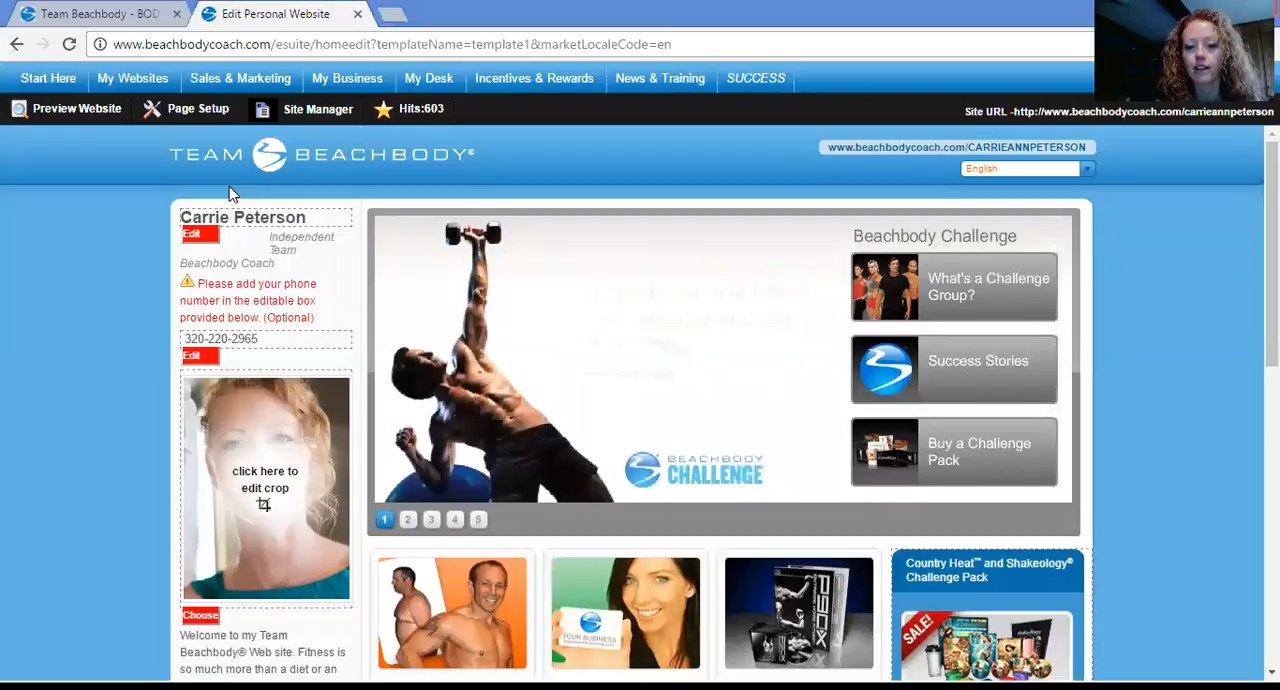 Team Beachbody - BOD
Edit Personal Website
www.beachbodycoach.com/esuite/homeedit?templateName=template1&marketLocaleCode=en
Start Here
My Websites
Sales & Marketing
My Business
My Desk
Incentives & Rewards
News & Training
SUCCESS
Preview Website
Page Setup
Site Manager
Hits:603
Site URL -http://www.beachbodycoach.com/carrieannpeterson
TEAM BEACHBODY®
www.beachbodycoach.com/CARRIEANNPETERSON
English
Carrie Peterson
Edit
Independent
Team
Beachbody Coach
Please add your phone
number in the editable box
provided below. (Optional)
320-220-2965
Edit
click here to
edit crop
Choose
Welcome to my Team
Beachbody® Web site. Fitness is
so much more than a diet or an
BEACHBODY
CHALLENGE
Beachbody Challenge
What's a Challenge
Group?
Success Stories
Buy a Challenge
Pack
1
2
3
4
5
YOUR BUSINESS
P90X
Country Heat™ and Shakeology®
Challenge Pack
SALE!